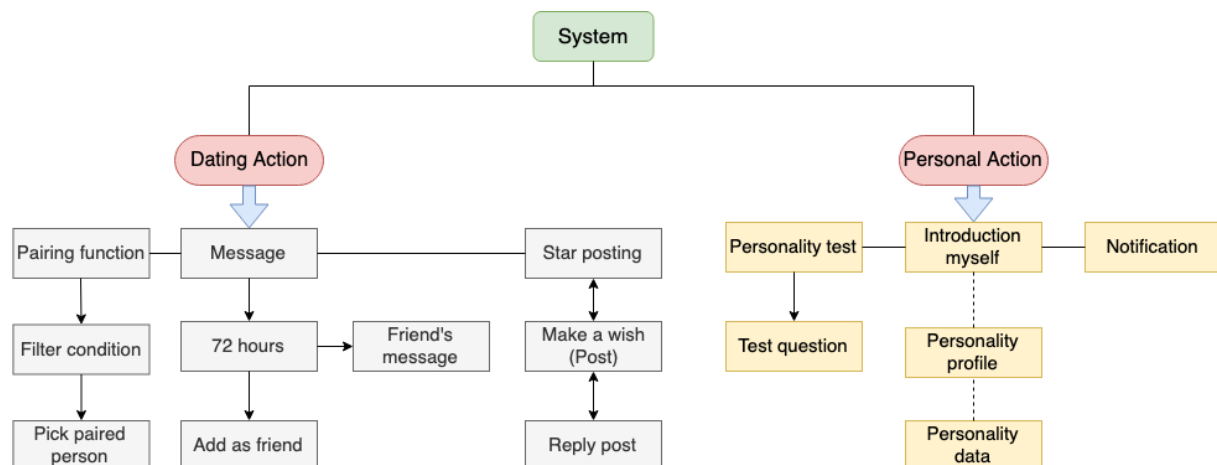 System
Dating Action
Personal Action
Pairing function
Message
Star posting
Personality test
Introduction
myself
Notification
Filter condition
72 hours
Friend's
message
Make a wish
(Post)
Test question
Personality
profile
Pick paired
person
Add as friend
Reply post
Personality
data